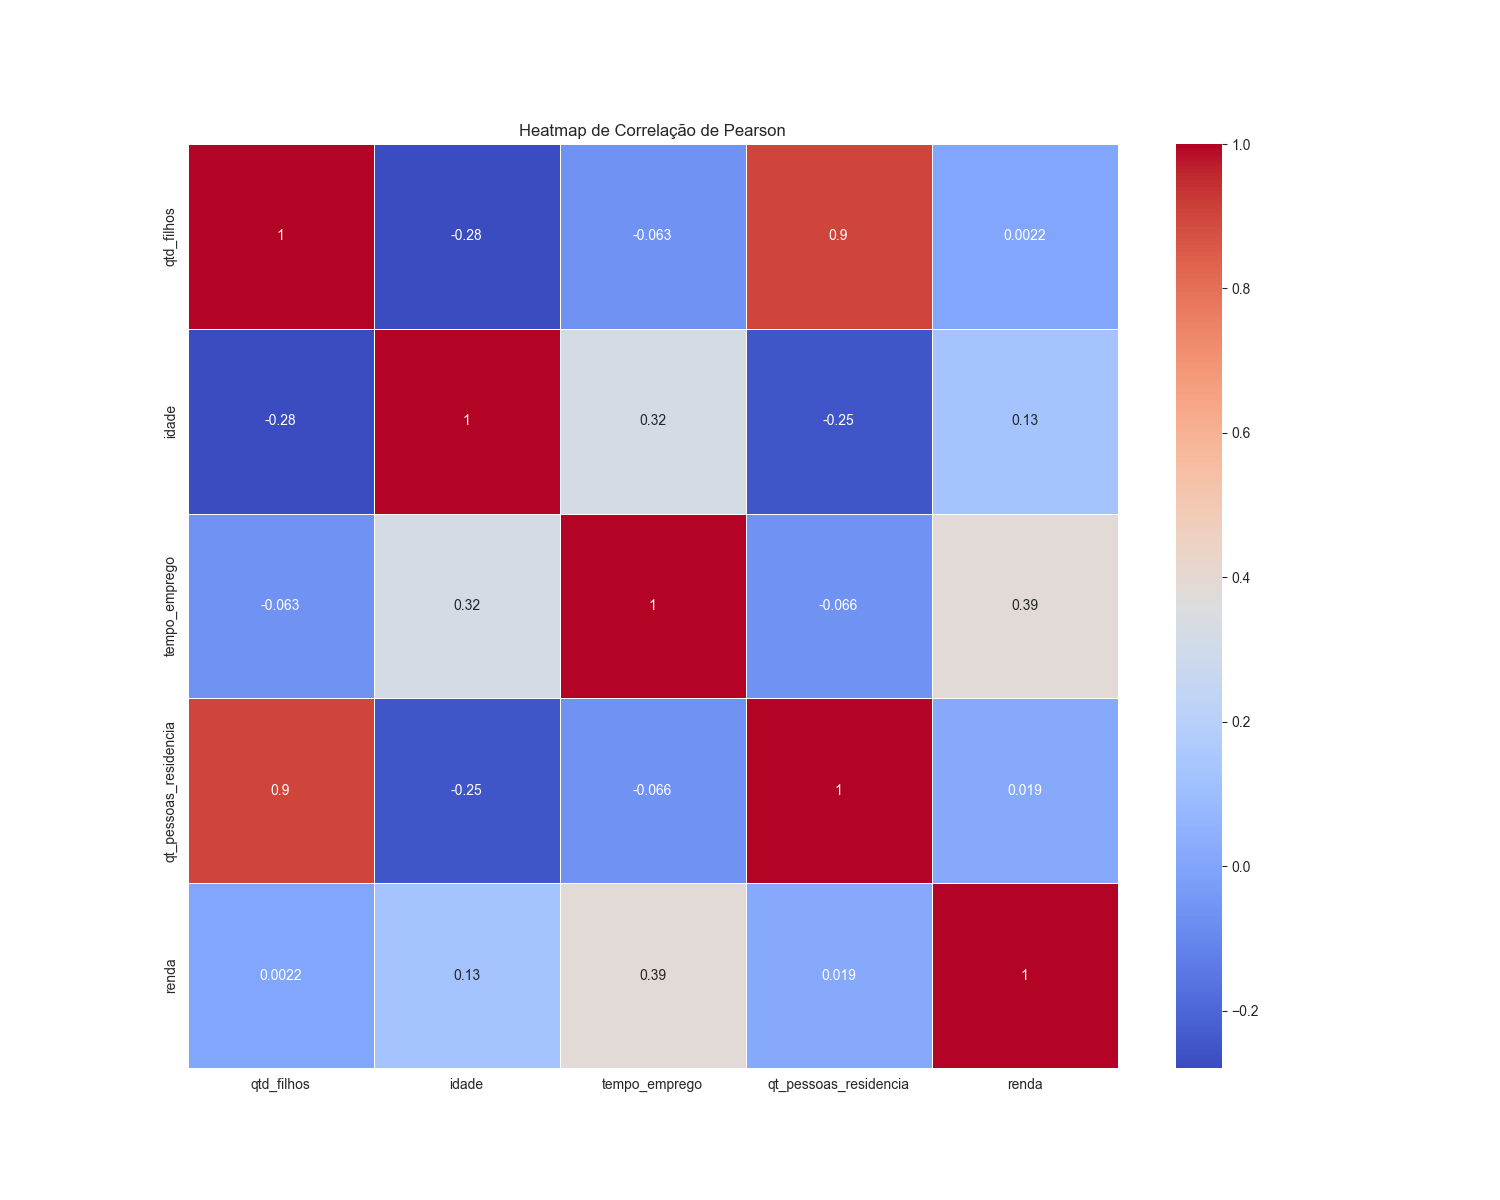 Heatmap de Correlação de Pearson
qtd_filhos
1
-0.28
-0.063
0.9
0.0022
idade
-0.28
1
0.32
-0.25
0.13
tempo_emprego
-0.063
0.32
1
-0.066
0.39
qt_pessoas_residencia
0.9
-0.25
-0.066
1
0.019
renda
0.0022
0.13
0.39
0.019
1
qtd_filhos
idade
tempo_emprego
qt_pessoas_residencia
renda
1.0
0.8
0.6
0.4
0.2
0.0
−0.2